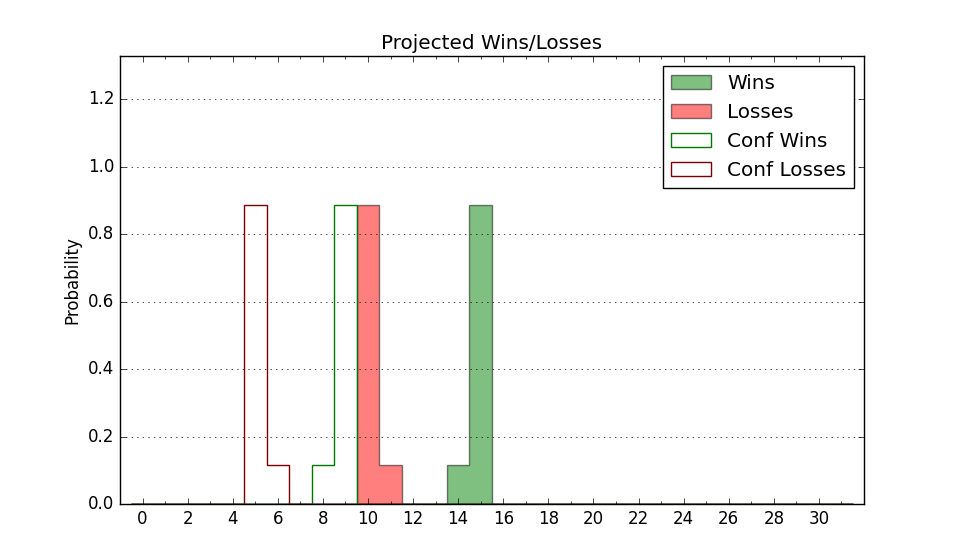 Projected Wins/Losses
Wins
Losses
Conf Wins
Conf Losses
Probability
1.2
1.0
0.8
0.6
0.4
0.2
0.0
0 2 4 6 8 10 12 14 16 18 20 22 24 26 28 30